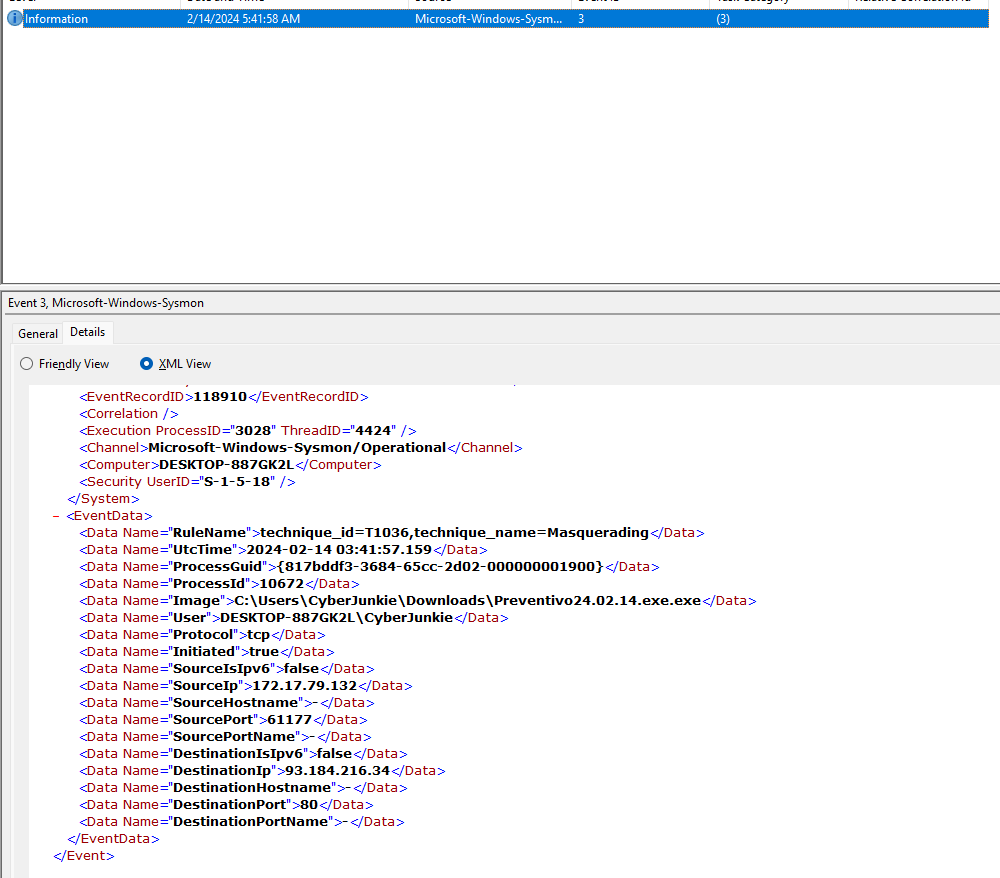 Information 2/14/2024 5:41:58 AM Microsoft-Windows-Sysm... 3 (3)
Event 3, Microsoft-Windows-Sysmon
General Details
Friendly View XML View
<EventRecordID>118910</EventRecordID>
<Correlation />
<Execution ProcessID="3028" ThreadID="4424" />
<Channel>Microsoft-Windows-Sysmon/Operational</Channel>
<Computer>DESKTOP-887GK2L</Computer>
<Security UserID="S-1-5-18" />
</System>
- <EventData>
<Data Name="RuleName">technique_id=T1036,technique_name=Masquerading</Data>
<Data Name="UtcTime">2024-02-14 03:41:57.159</Data>
<Data Name="ProcessGuid">{817bddf3-3684-65cc-2d02-000000001900}</Data>
<Data Name="ProcessId">10672</Data>
<Data Name="Image">C:\Users\CyberJunkie\Downloads\Preventivo24.02.14.exe.exe</Data>
<Data Name="User">DESKTOP-887GK2L\CyberJunkie</Data>
<Data Name="Protocol">tcp</Data>
<Data Name="Initiated">true</Data>
<Data Name="SourceIsIpv6">false</Data>
<Data Name="SourceIp">172.17.79.132</Data>
<Data Name="SourceHostname">-</Data>
<Data Name="SourcePort">61177</Data>
<Data Name="SourcePortName">-</Data>
<Data Name="DestinationIsIpv6">false</Data>
<Data Name="DestinationIp">93.184.216.34</Data>
<Data Name="DestinationHostname">-</Data>
<Data Name="DestinationPort">80</Data>
<Data Name="DestinationPortName">-</Data>
</EventData>
</Event>